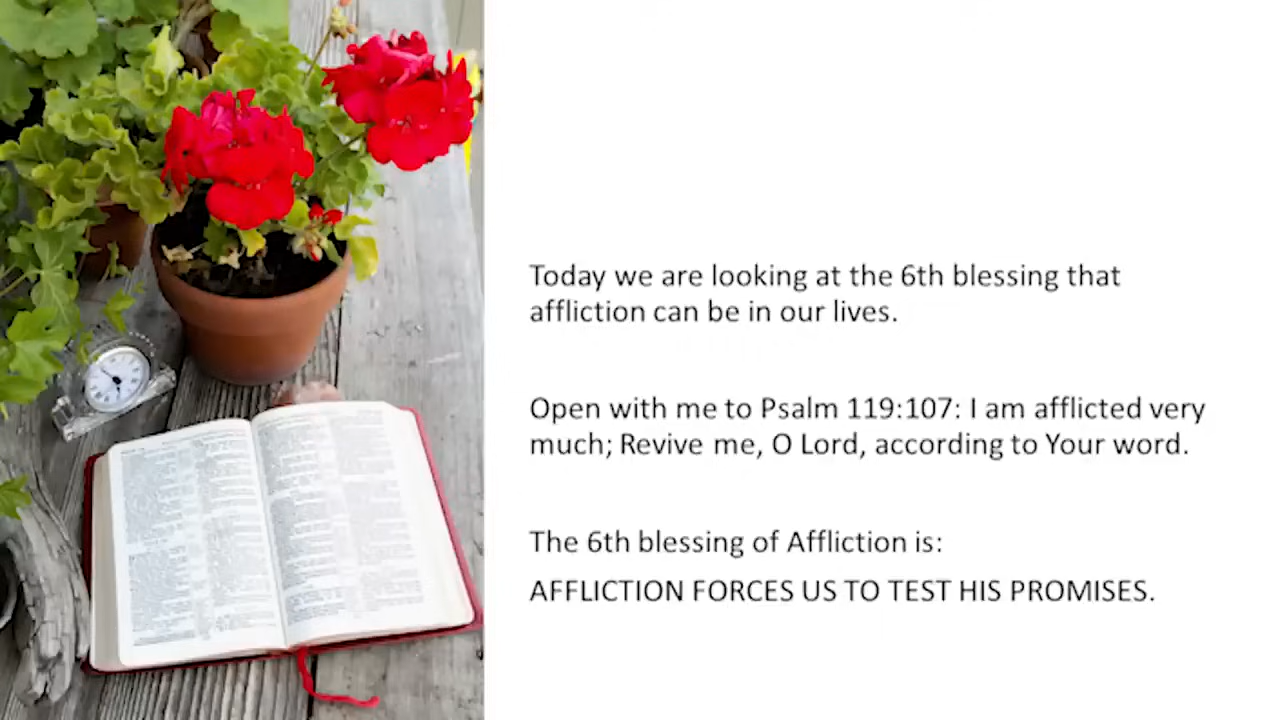 Today we are looking at the 6th blessing that
affliction can be in our lives.
Open with me to Psalm 119:107: I am afflicted very
much; Revive me, O Lord, according to Your word.
The 6th blessing of Affliction is:
AFFLICTION FORCES US TO TEST HIS PROMISES.